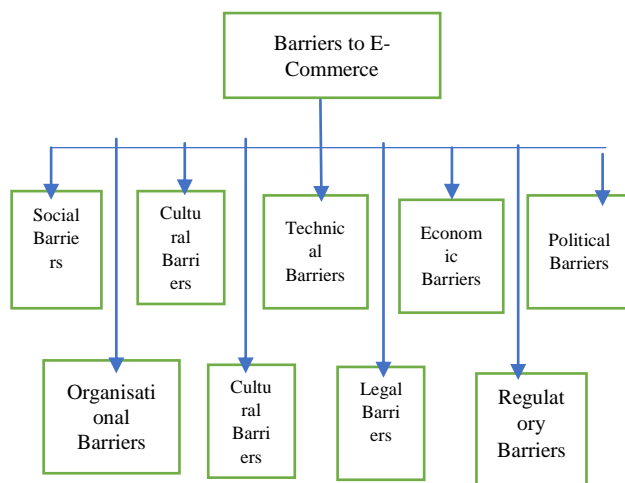 Barriers to E-
Commerce
Social
Barrie
rs
Cultu
ral
Barri
ers
Technic
al
Barriers
Econom
ic
Barriers
Political
Barriers
Organisati
onal
Barriers
Cultu
ral
Barri
ers
Legal
Barri
ers
Regulat
ory
Barriers